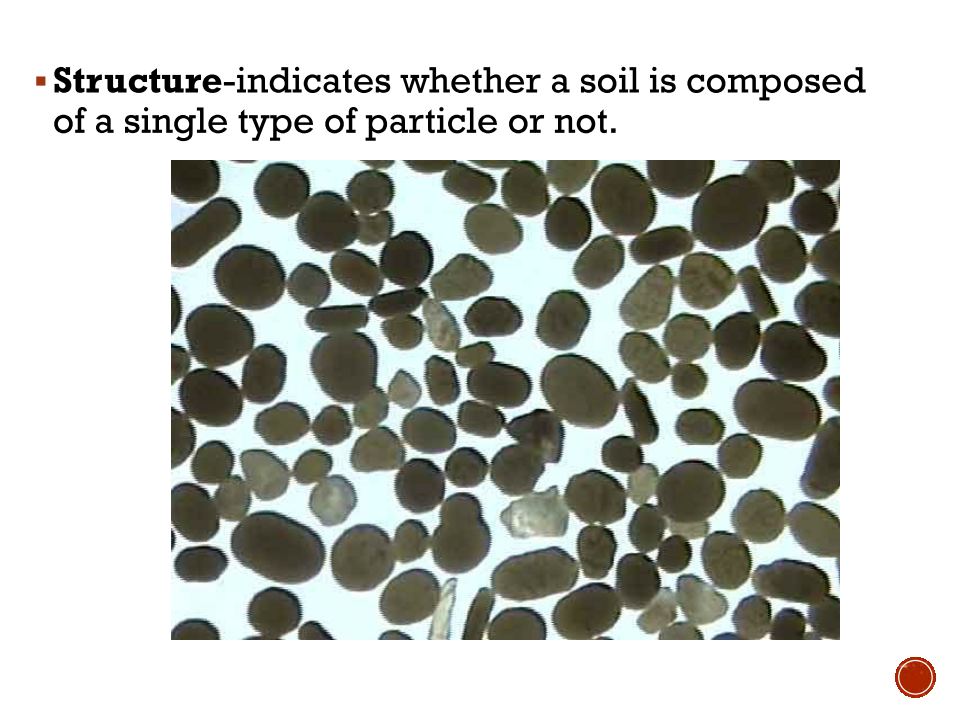 ▪ Structure-indicates whether a soil is composed
of a single type of particle or not.